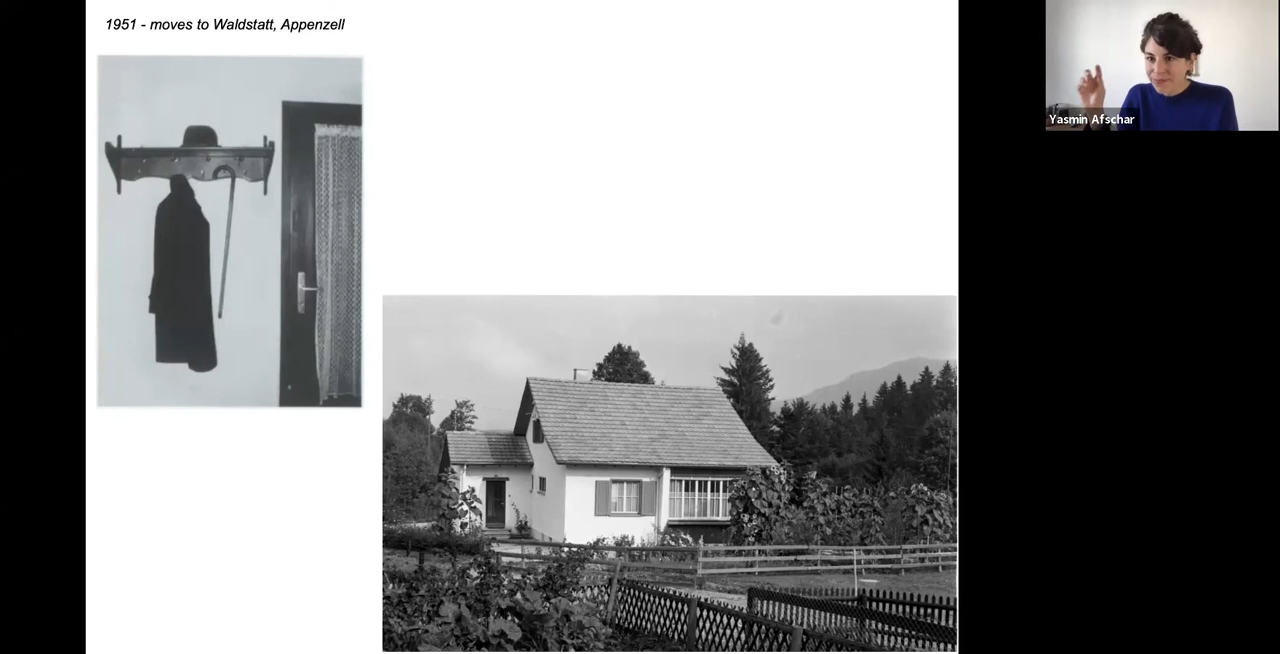 1951 - moves to Waldstatt, Appenzell
Yasmin Afschar